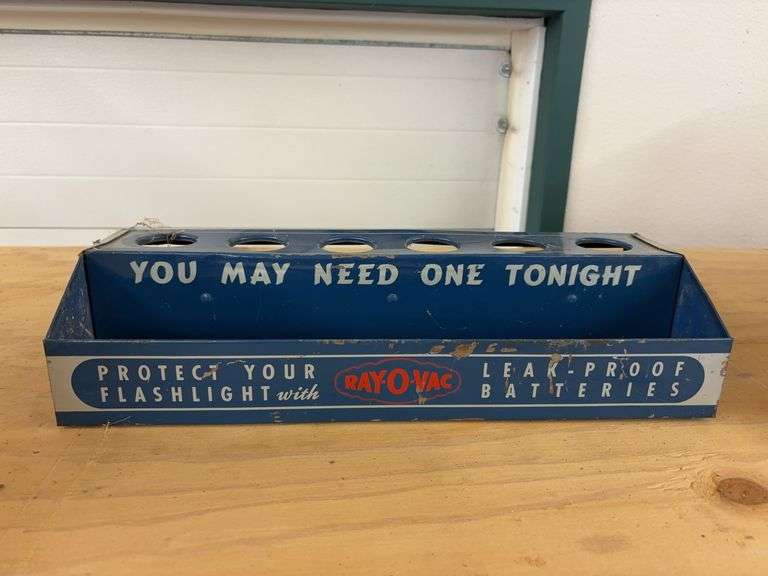 YOU MAY NEED ONE TONIGHT
PROTECT YOUR
FLASHLIGHT with
RAY-O-VAC
LEAK-PROOF
BATTERIES